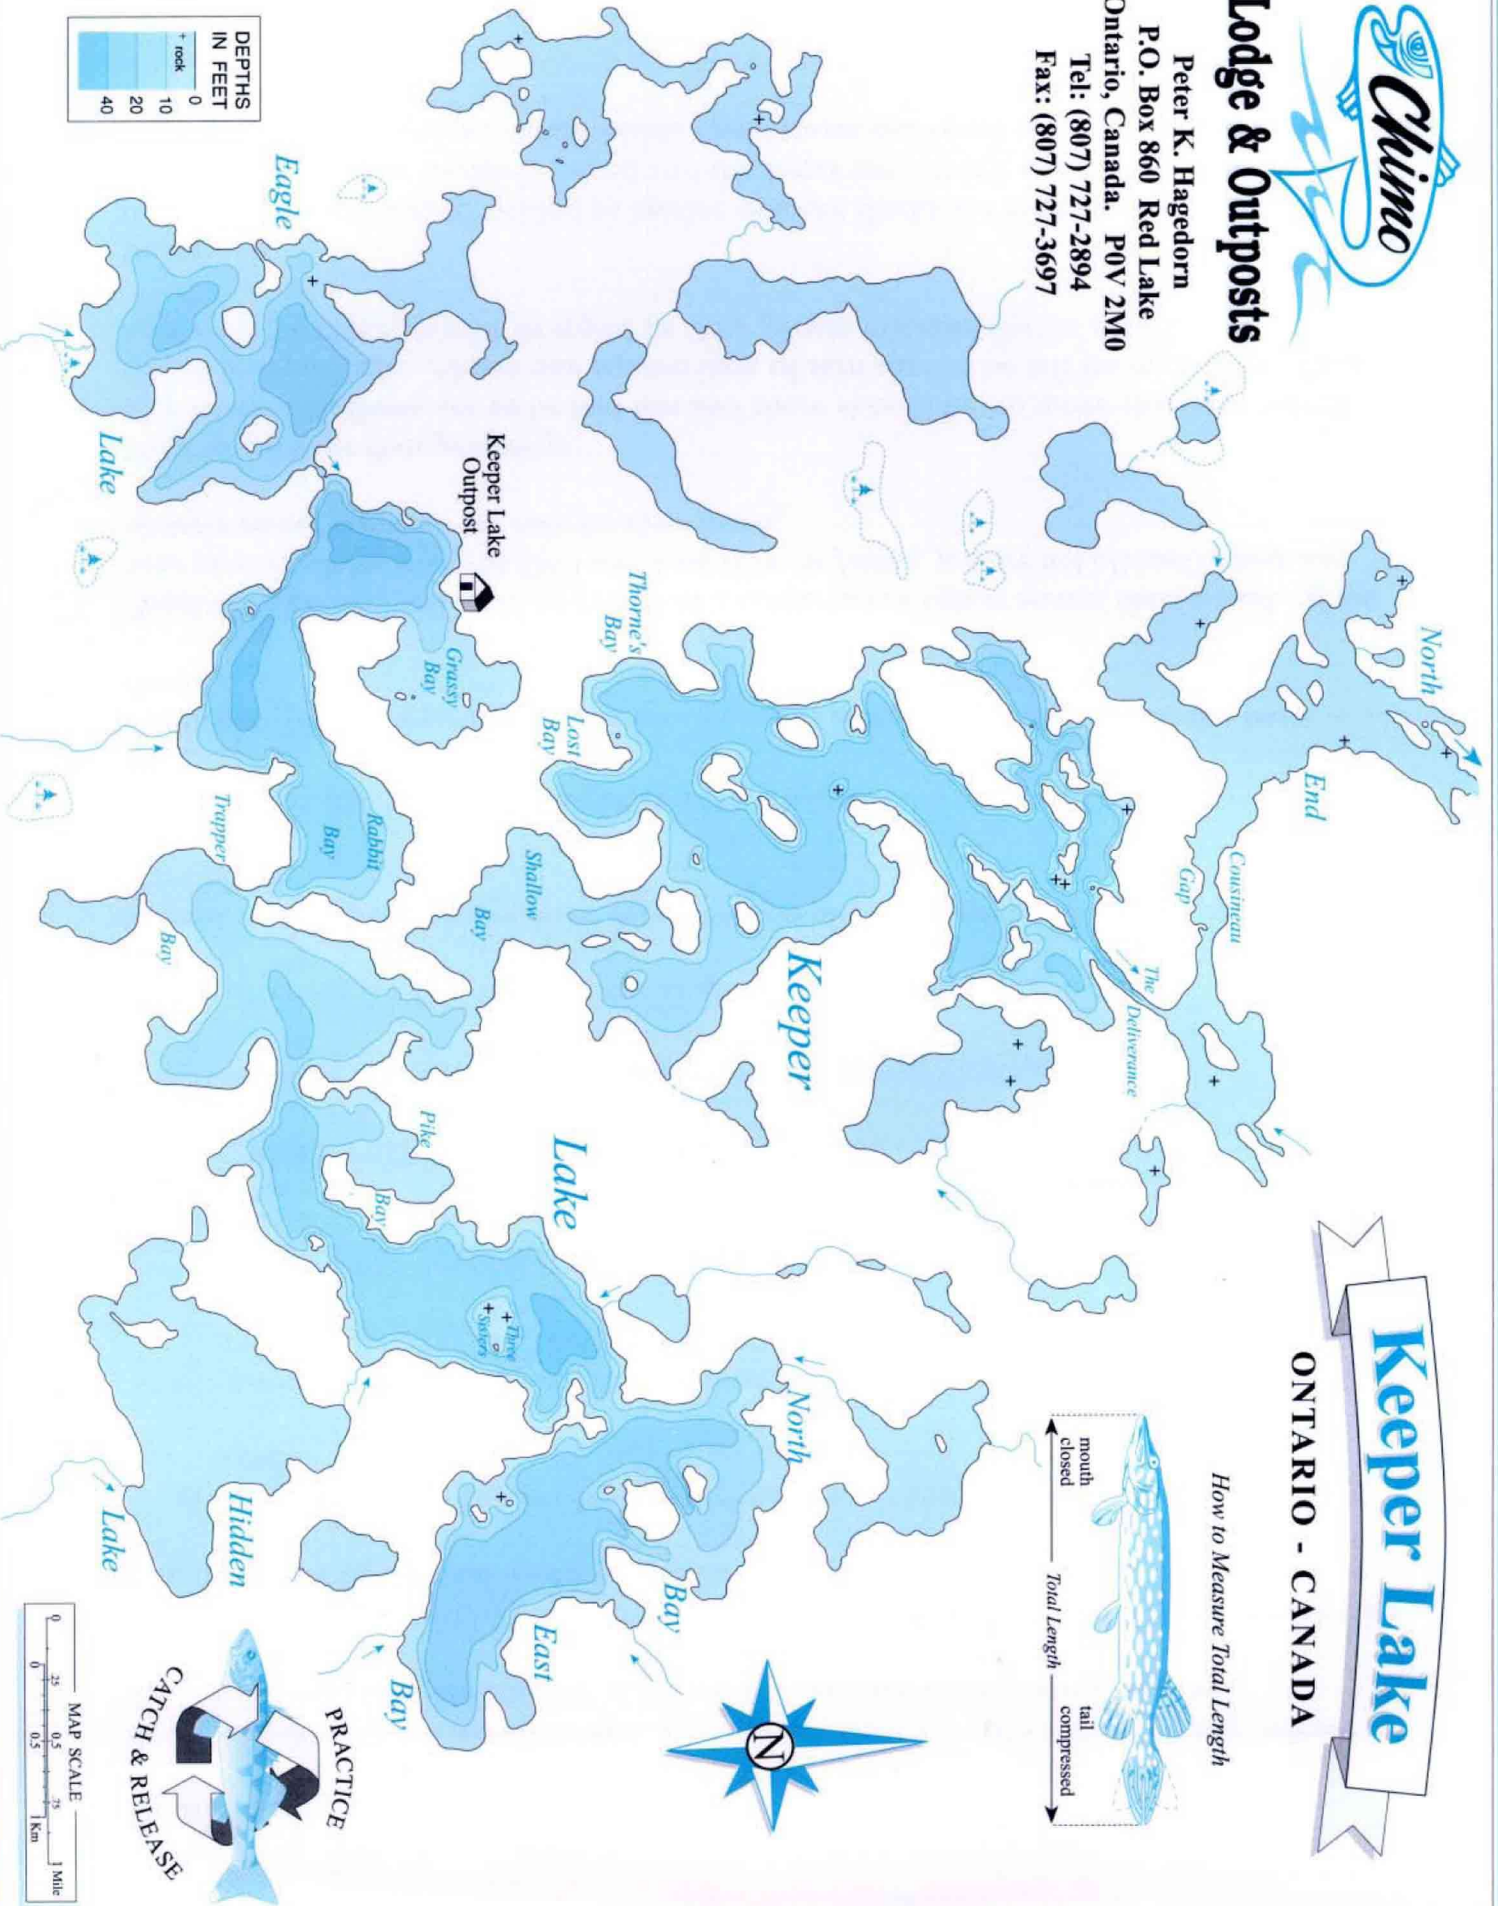 Chimo
Lodge & Outposts
Peter K. Hagedorn
P.O. Box 860 Red Lake
Ontario, Canada. P0V 2M0
Tel: (807) 727-2894
Fax: (807) 727-3697
Keeper Lake
ONTARIO - CANADA
How to Measure Total Length
mouth
closed
Total Length
tail
compressed
North
End
Cousineau
Gap
The
Deliverance
Keeper
Lake
Thorne's
Bay
Lost
Bay
Shallow
Bay
Keeper Lake
Outpost
Grassy
Bay
Rabbit
Bay
Trapper
Bay
Pike
Bay
Three
Sisters
North
Bay
East
Bay
Eagle
Lake
Hidden
Lake
N
DEPTHS
IN FEET
0
+ rock
10
20
40
PRACTICE
CATCH & RELEASE
MAP SCALE
0 .25 0.5 .75 1 Mile
0 0.5 1 Km